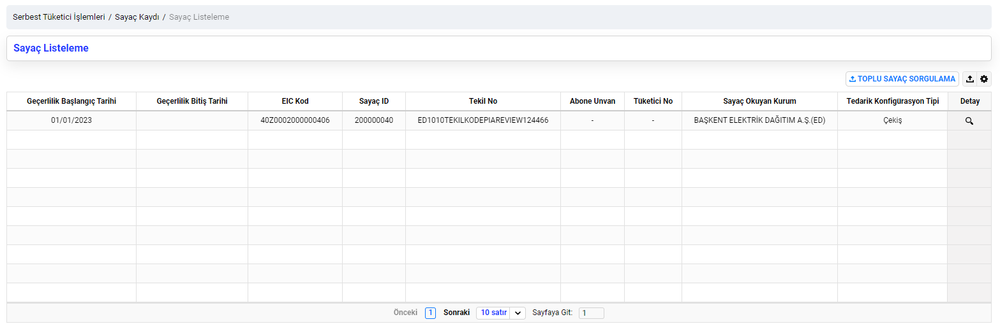 Serbest Tüketici İşlemleri / Sayaç Kaydı / Sayaç Listeleme
Sayaç Listeleme
TOPLU SAYAÇ SORGULAMA
Geçerlilik Başlangıç Tarihi Geçerlilik Bitiş Tarihi EIC Kod Sayaç ID Tekil No Abone Unvan Tüketici No Sayaç Okuyan Kurum Tedarik Konfigürasyon Tipi Detay
01/01/2023 40Z0002000000406 200000040 ED1010TEKILKODEPIAREVIEW124466 - - BAŞKENT ELEKTRİK DAĞITIM A.Ş.(ED) Çekiş
Önceki 1 Sonraki 10 satır Sayfaya Git: 1